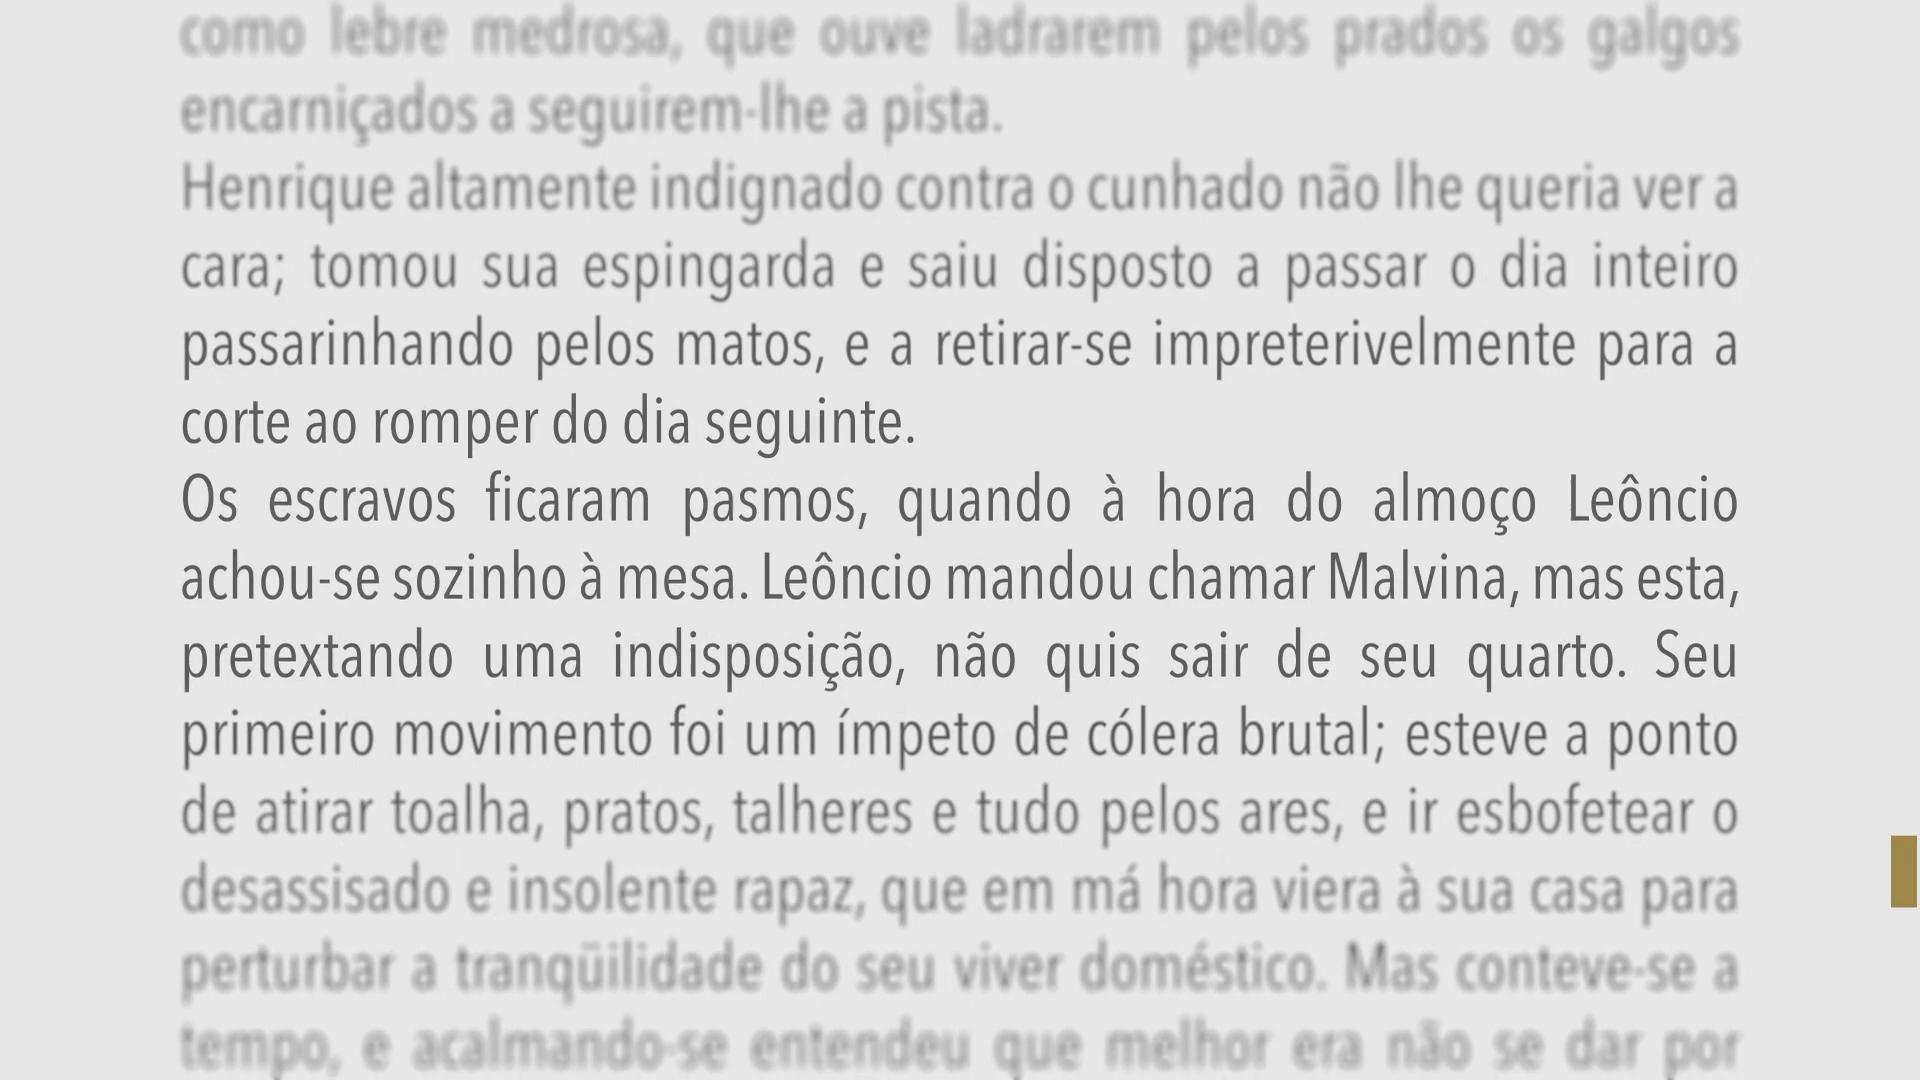 como lebre medrosa, que ouve ladrarem pelos prados os galgos
encarniçados a seguirem-lhe a pista.
Henrique altamente indignado contra o cunhado não lhe queria ver a
cara; tomou sua espingarda e saiu disposto a passar o dia inteiro
passarinhando pelos matos, e a retirar-se impreterivelmente para a
corte ao romper do dia seguinte.
Os escravos ficaram pasmos, quando à hora do almoço Leôncio
achou-se sozinho à mesa. Leôncio mandou chamar Malvina, mas esta,
pretextando uma indisposição, não quis sair de seu quarto. Seu
primeiro movimento foi um ímpeto de cólera brutal; esteve a ponto
de atirar toalha, pratos, talheres e tudo pelos ares, e ir esbofetear o
desassisado e insolente rapaz, que em má hora viera à sua casa para
perturbar a tranqüilidade do seu viver doméstico. Mas conteve-se a
tempo, e acalmando-se entendeu que melhor era não se dar por